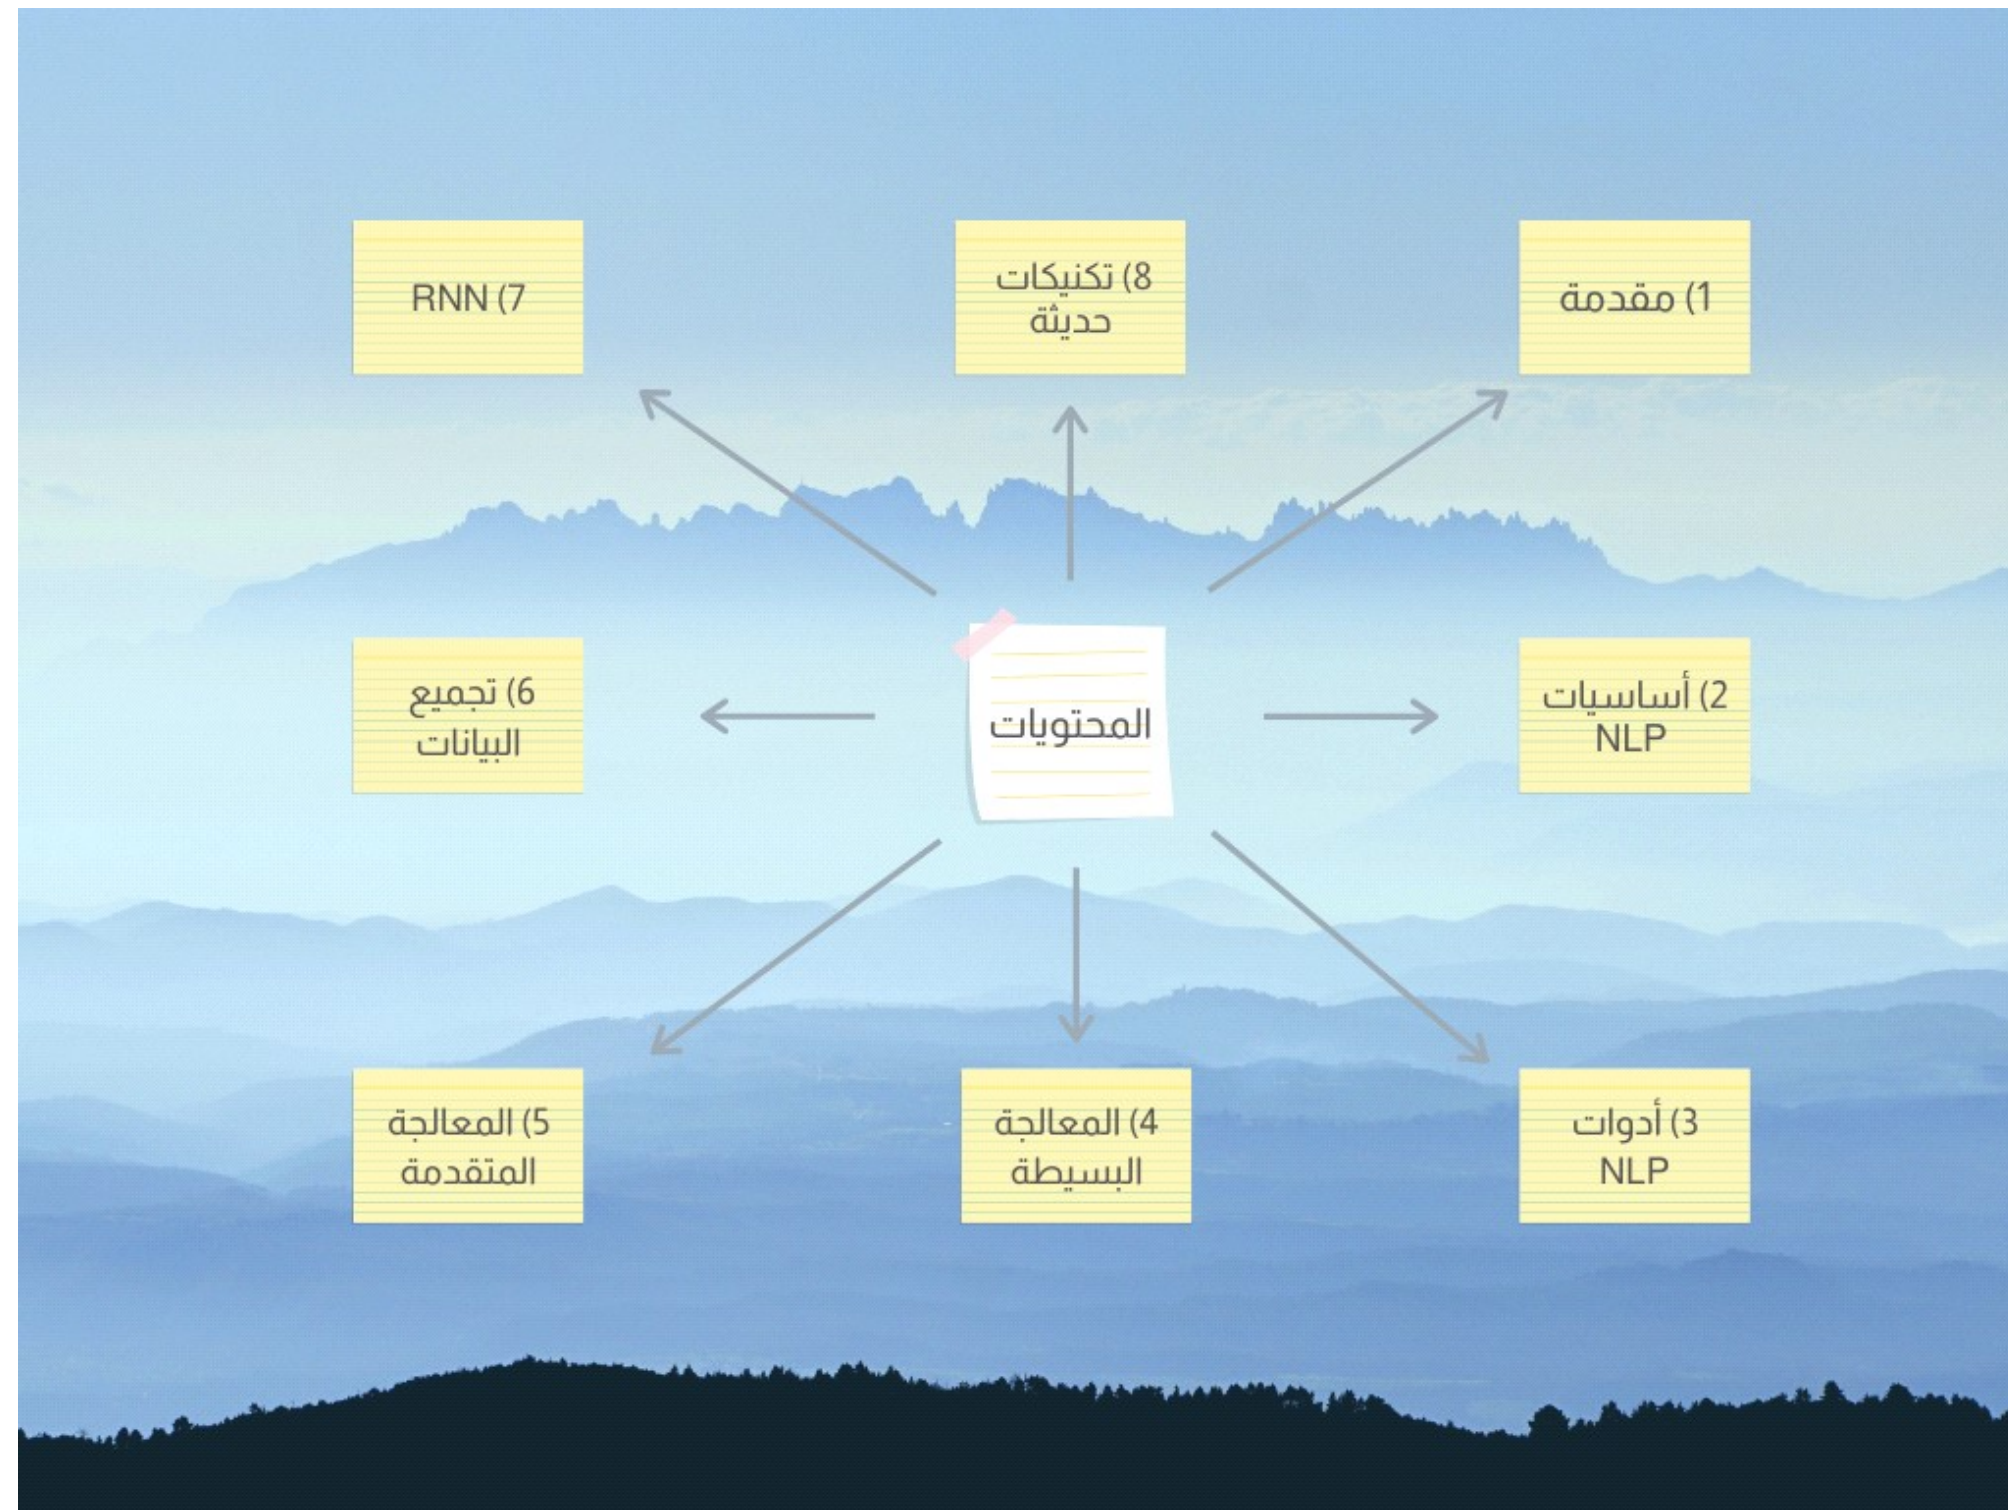 المحتويات
1) مقدمة
2) أساسيات
NLP
3) أدوات
NLP
4) المعالجة
البسيطة
5) المعالجة
المتقدمة
6) تجميع
البيانات
7) RNN
8) تكنيكات
حديثة